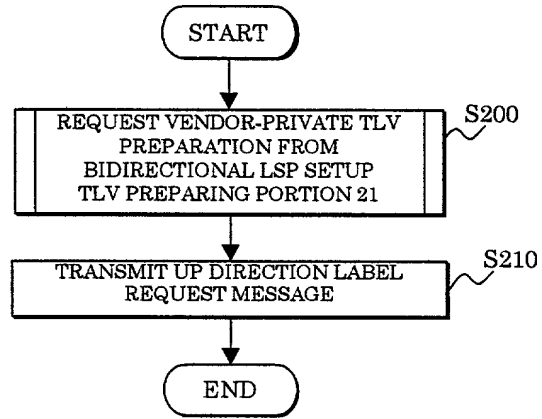 START
REQUEST VENDOR-PRIVATE TLV
PREPARATION FROM
BIDIRECTIONAL LSP SETUP
TLV PREPARING PORTION 21
S200
TRANSMIT UP DIRECTION LABEL
REQUEST MESSAGE
S210
END